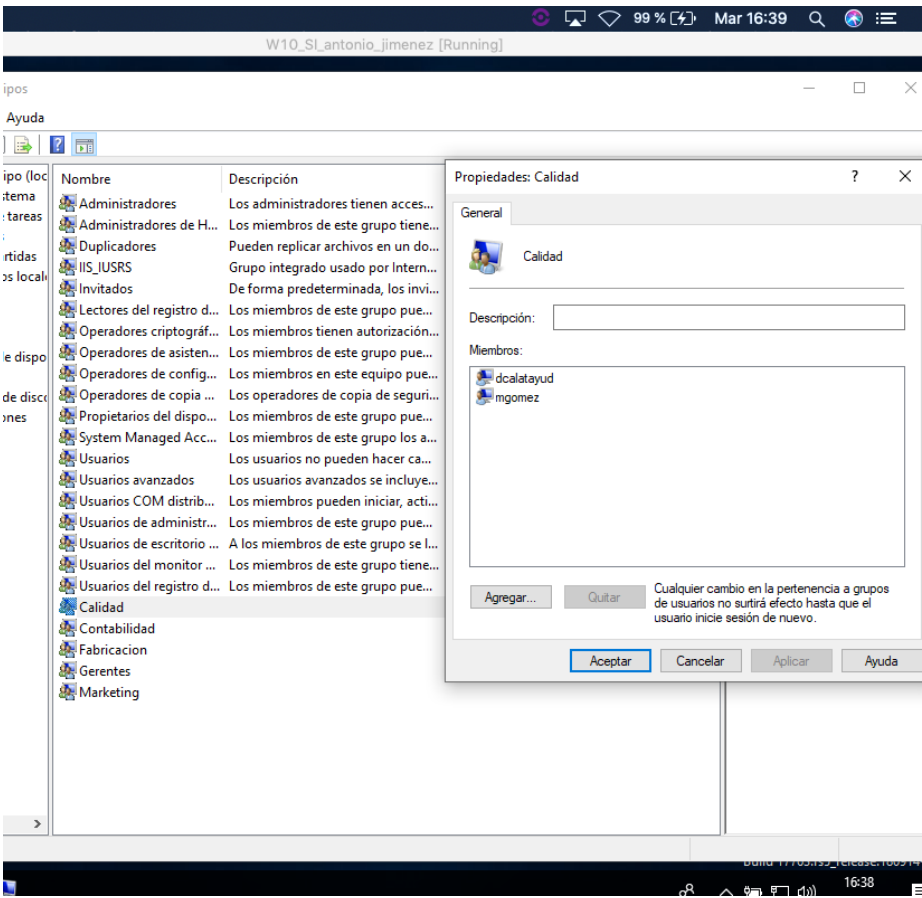 99 % Mar 16:39
W10_SI_antonio_jimenez [Running]
ipos
Ayuda
ipo (loc
stema
tareas
rtidas
os local
de dispo
de disco
ones
Nombre Descripción
Administradores Los administradores tienen acces...
Administradores de H... Los miembros de este grupo tiene...
Duplicadores Pueden replicar archivos en un do...
IIS_IUSRS Grupo integrado usado por Intern...
Invitados De forma predeterminada, los invi...
Lectores del registro d... Los miembros de este grupo pue...
Operadores criptográf... Los miembros tienen autorización...
Operadores de asisten... Los miembros de este grupo pue...
Operadores de config... Los miembros en este equipo pue...
Operadores de copia ... Los operadores de copia de seguri...
Propietarios del dispo... Los miembros de este grupo pue...
System Managed Acc... Los miembros de este grupo los a...
Usuarios Los usuarios no pueden hacer ca...
Usuarios avanzados Los usuarios avanzados se incluye...
Usuarios COM distrib... Los miembros pueden iniciar, acti...
Usuarios de administr... Los miembros de este grupo pue...
Usuarios de escritorio ... A los miembros de este grupo se l...
Usuarios del monitor ... Los miembros de este grupo tiene...
Usuarios del registro d... Los miembros de este grupo pue...
Calidad
Contabilidad
Fabricacion
Gerentes
Marketing
Propiedades: Calidad ?
General
Calidad
Descripción:
Miembros:
dcalatayud
mgomez
Agregar... Quitar
Cualquier cambio en la pertenencia a grupos
de usuarios no surtirá efecto hasta que el
usuario inicie sesión de nuevo.
Aceptar Cancelar Aplicar Ayuda
16:38